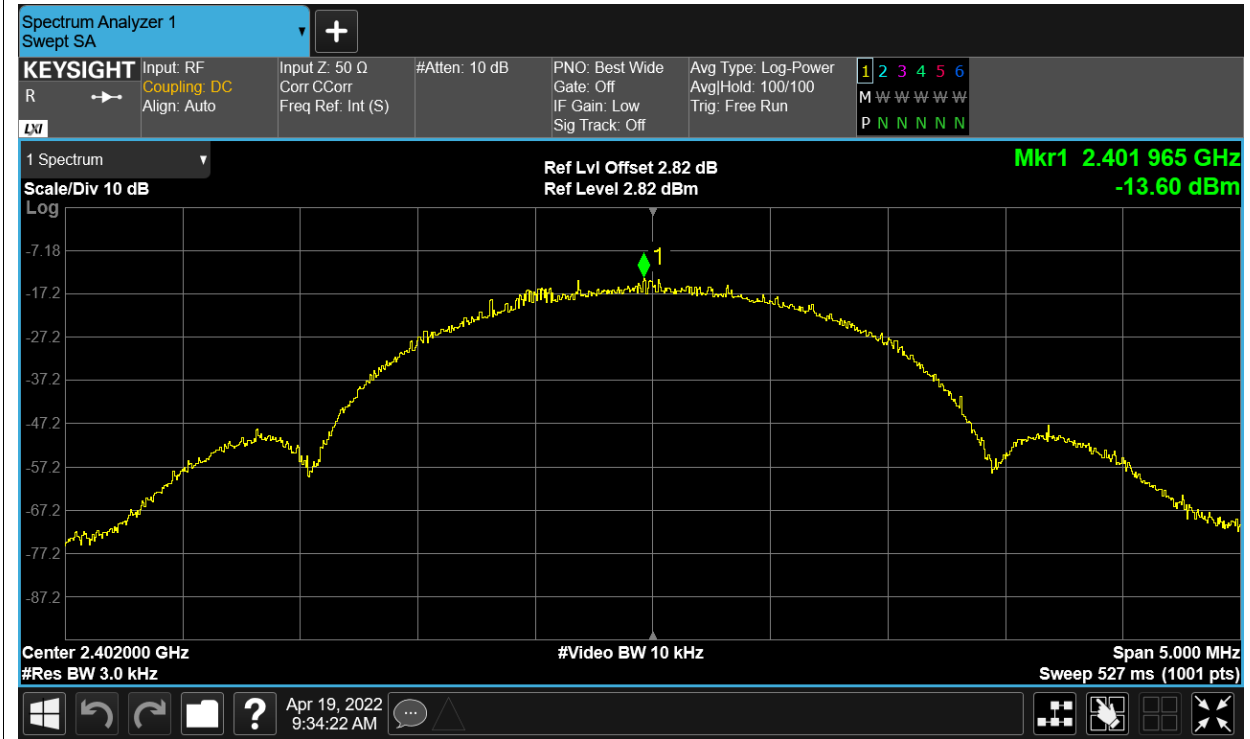 Spectrum Analyzer 1
Swept SA
KEYSIGHT
R
LXI
Input: RF
Coupling: DC
Align: Auto
Input Z: 50 Ω
Corr CCorr
Freq Ref: Int (S)
#Atten: 10 dB
PNO: Best Wide
Gate: Off
IF Gain: Low
Sig Track: Off
Avg Type: Log-Power
Avg|Hold: 100/100
Trig: Free Run
1 2 3 4 5 6
M W W W W W
P N N N N N
1 Spectrum
Scale/Div 10 dB
Log
Ref Lvl Offset 2.82 dB
Ref Level 2.82 dBm
Mkr1 2.401 965 GHz
-13.60 dBm
1
-7.18
-17.2
-27.2
-37.2
-47.2
-57.2
-67.2
-77.2
-87.2
Center 2.402000 GHz
#Res BW 3.0 kHz
#Video BW 10 kHz
Span 5.000 MHz
Sweep 527 ms (1001 pts)
?
Apr 19, 2022
9:34:22 AM